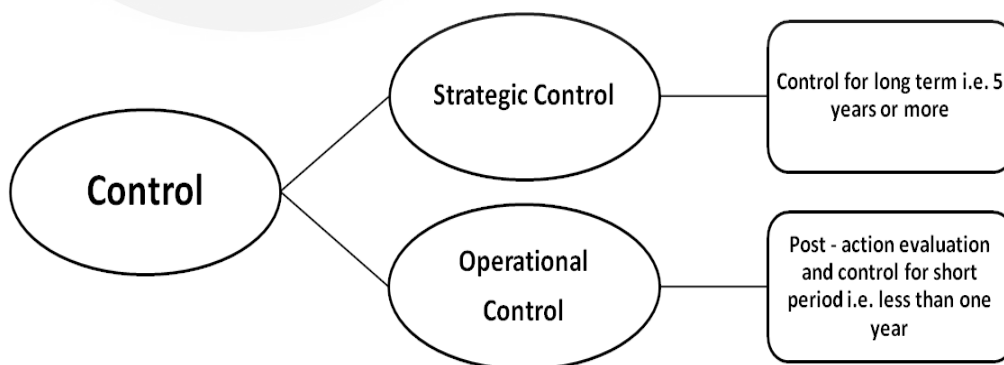 Control
Strategic Control
Control for long term i.e. 5
years or more
Operational
Control
Post - action evaluation
and control for short
period i.e. less than one
year